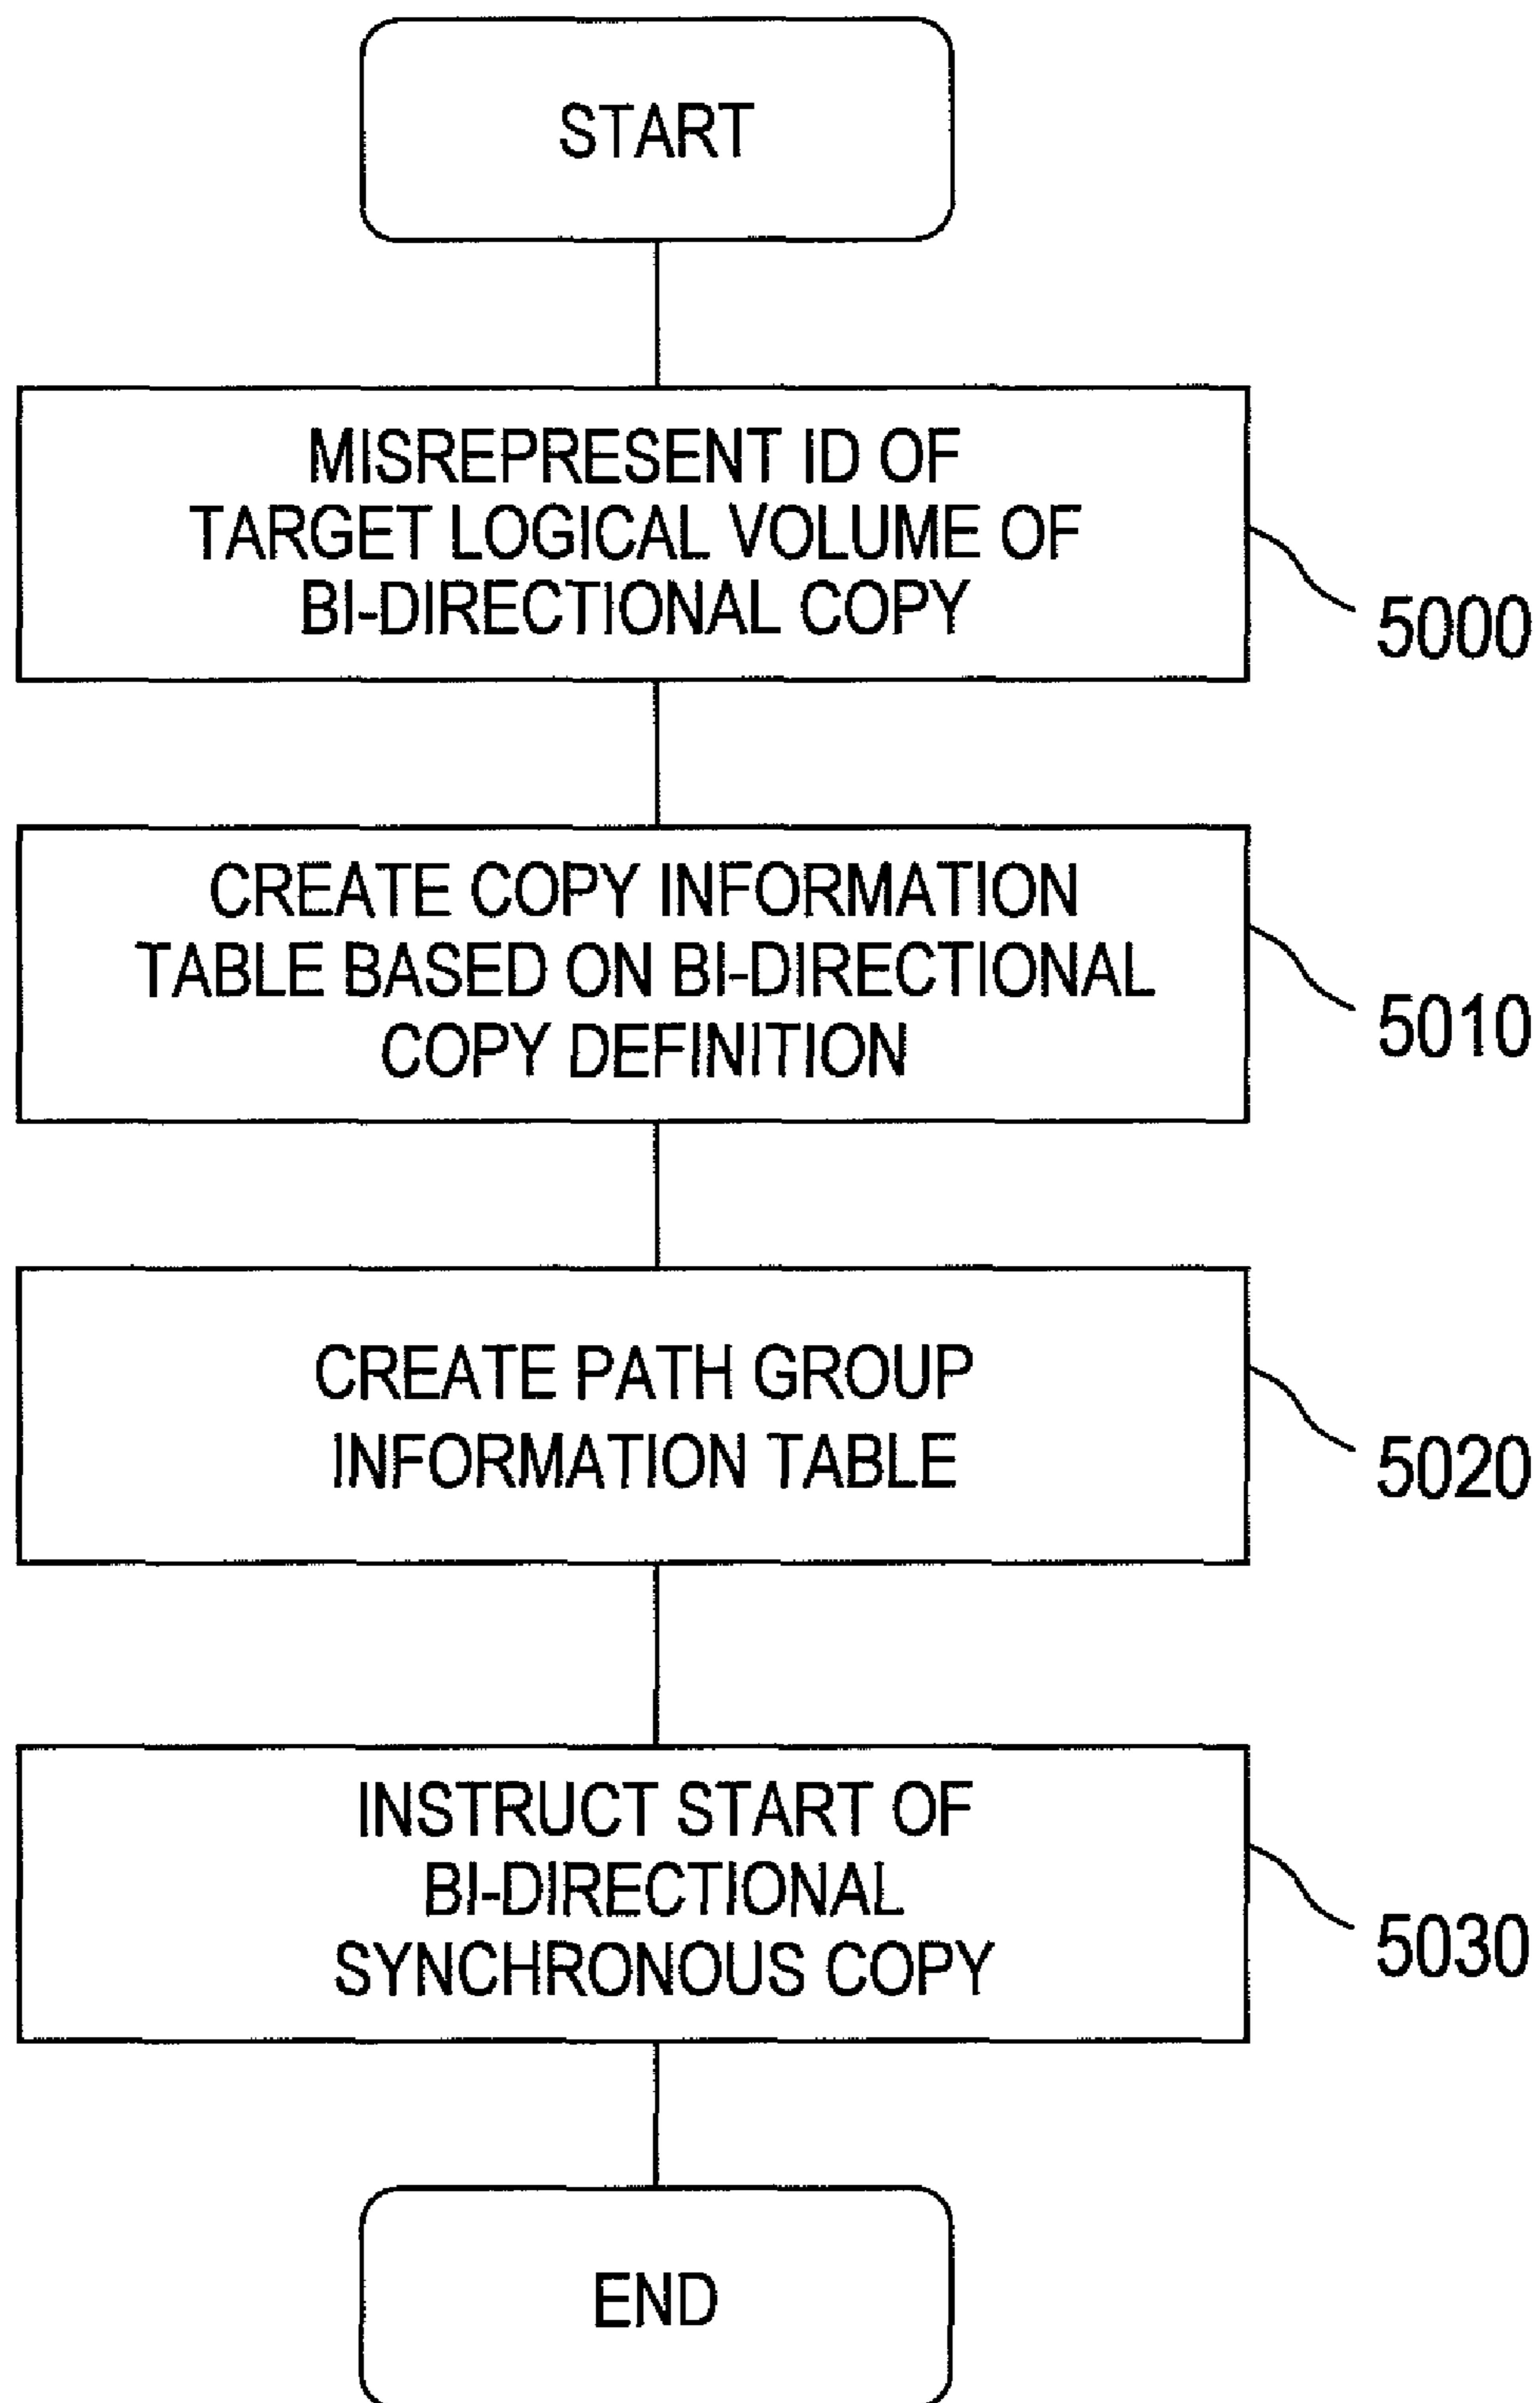 START
MISREPRESENT ID OF
TARGET LOGICAL VOLUME OF
BI-DIRECTIONAL COPY
5000
CREATE COPY INFORMATION
TABLE BASED ON BI-DIRECTIONAL
COPY DEFINITION
5010
CREATE PATH GROUP
INFORMATION TABLE
5020
INSTRUCT START OF
BI-DIRECTIONAL
SYNCHRONOUS COPY
5030
END